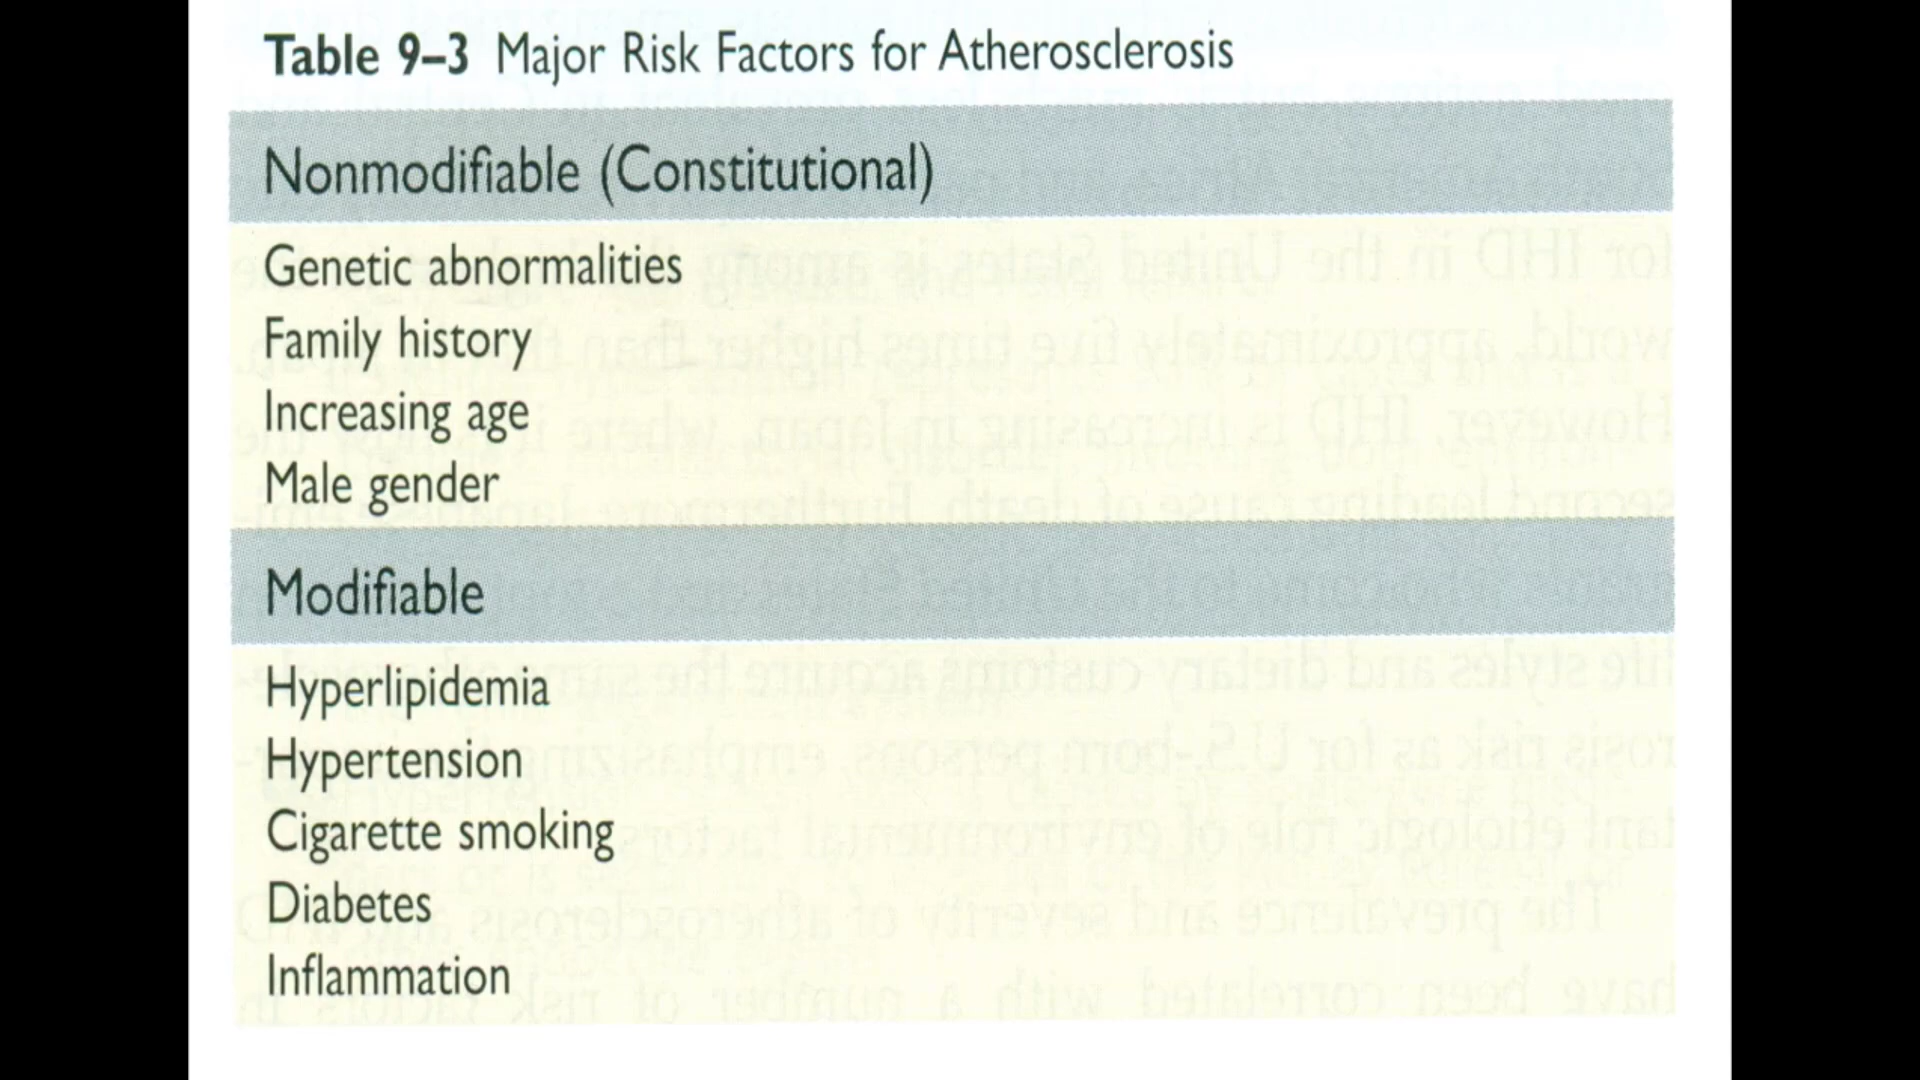 Table 9–3 Major Risk Factors for Atherosclerosis
Nonmodifiable (Constitutional)
Genetic abnormalities
Family history
Increasing age
Male gender
Modifiable
Hyperlipidemia
Hypertension
Cigarette smoking
Diabetes
Inflammation